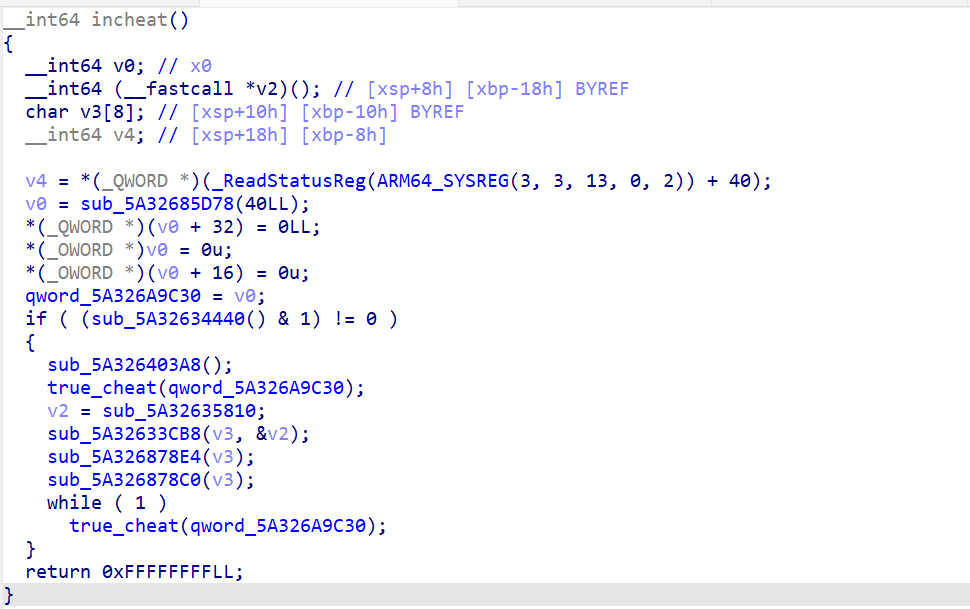 __int64 incheat()
{
  __int64 v0; // x0
  __int64 (__fastcall *v2)(); // [xsp+8h] [xbp-18h] BYREF
  char v3[8]; // [xsp+10h] [xbp-10h] BYREF
  __int64 v4; // [xsp+18h] [xbp-8h]

  v4 = *(_QWORD *)(_ReadStatusReg(ARM64_SYSREG(3, 3, 13, 0, 2)) + 40);
  v0 = sub_5A32685D78(40LL);
  *(_QWORD *)(v0 + 32) = 0LL;
  *(_OWORD *)v0 = 0u;
  *(_OWORD *)(v0 + 16) = 0u;
  qword_5A326A9C30 = v0;
  if ( (sub_5A32634440() & 1) != 0 )
  {
    sub_5A326403A8();
    true_cheat(qword_5A326A9C30);
    v2 = sub_5A32635810;
    sub_5A32633CB8(v3, &v2);
    sub_5A326878E4(v3);
    sub_5A326878C0(v3);
    while ( 1 )
      true_cheat(qword_5A326A9C30);
  }
  return 0xFFFFFFFFLL;
}